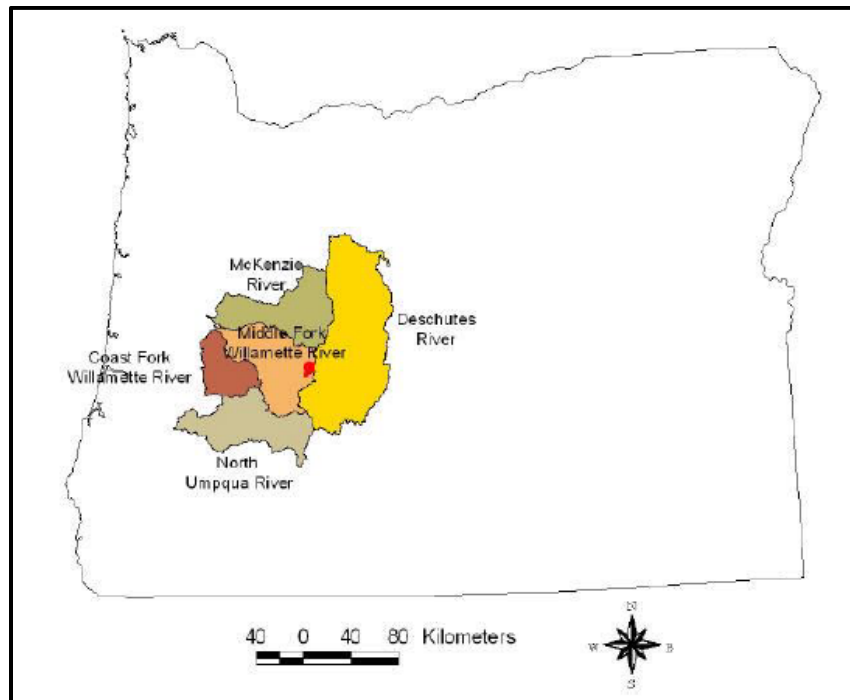 McKenzie
River
Middle Fork
Willamette River
Deschutes
River
Coast Fork
Willamette River
North
Umpqua River
40 0 40 80 Kilometers
N
W E
S